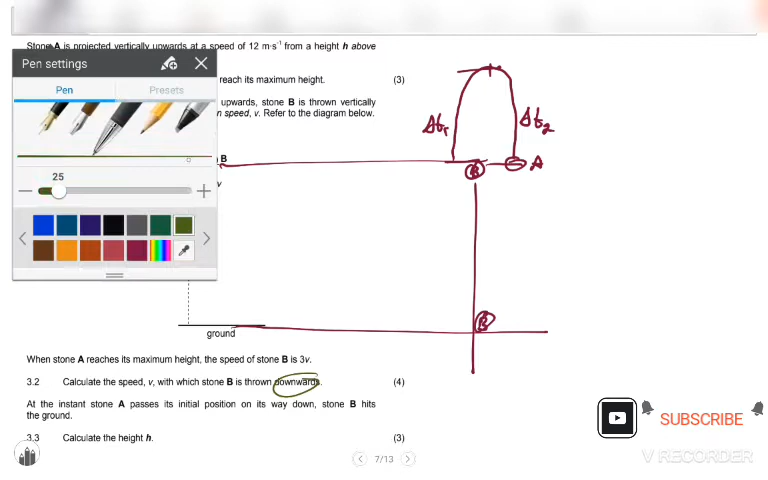 Stone A is projected vertically upwards at a speed of 12 m·s⁻¹ from a height h above
Pen settings
reach its maximum height. (3)
Pen Presets
upwards, stone B is thrown vertically
n speed, v. Refer to the diagram below.
Δt₁ Δt₂
B
A
B
25
v
B
ground
When stone A reaches its maximum height, the speed of stone B is 3v.
3.2 Calculate the speed, v, with which stone B is thrown downwards. (4)
At the instant stone A passes its initial position on its way down, stone B hits
the ground.
SUBSCRIBE
3.3 Calculate the height h. (3)
7/13
V RECORDER